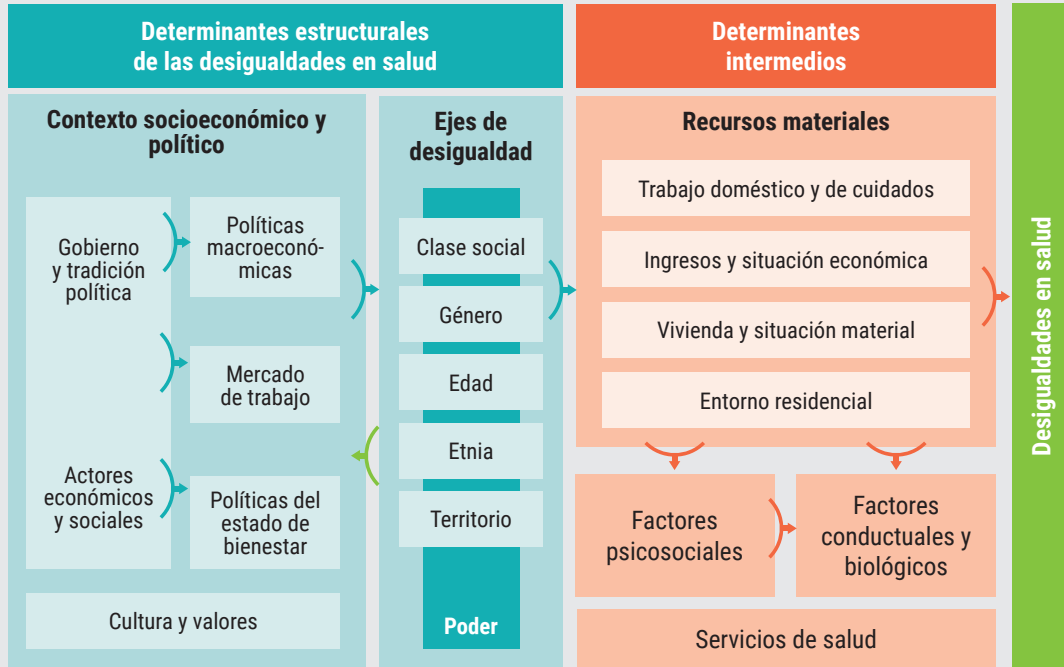 Determinantes estructurales
de las desigualdades en salud
Determinantes
intermedios
Contexto socioeconómico y
político
Gobierno
y tradición
política
Actores
económicos
y sociales
Políticas
macroeconó-
micas
Mercado
de trabajo
Políticas del
estado de
bienestar
Cultura y valores
Ejes de
desigualdad
Clase social
Género
Edad
Etnia
Territorio
Poder
Recursos materiales
Trabajo doméstico y de cuidados
Ingresos y situación económica
Vivienda y situación material
Entorno residencial
Factores
psicosociales
Factores
conductuales y
biológicos
Servicios de salud
Desigualdades en salud